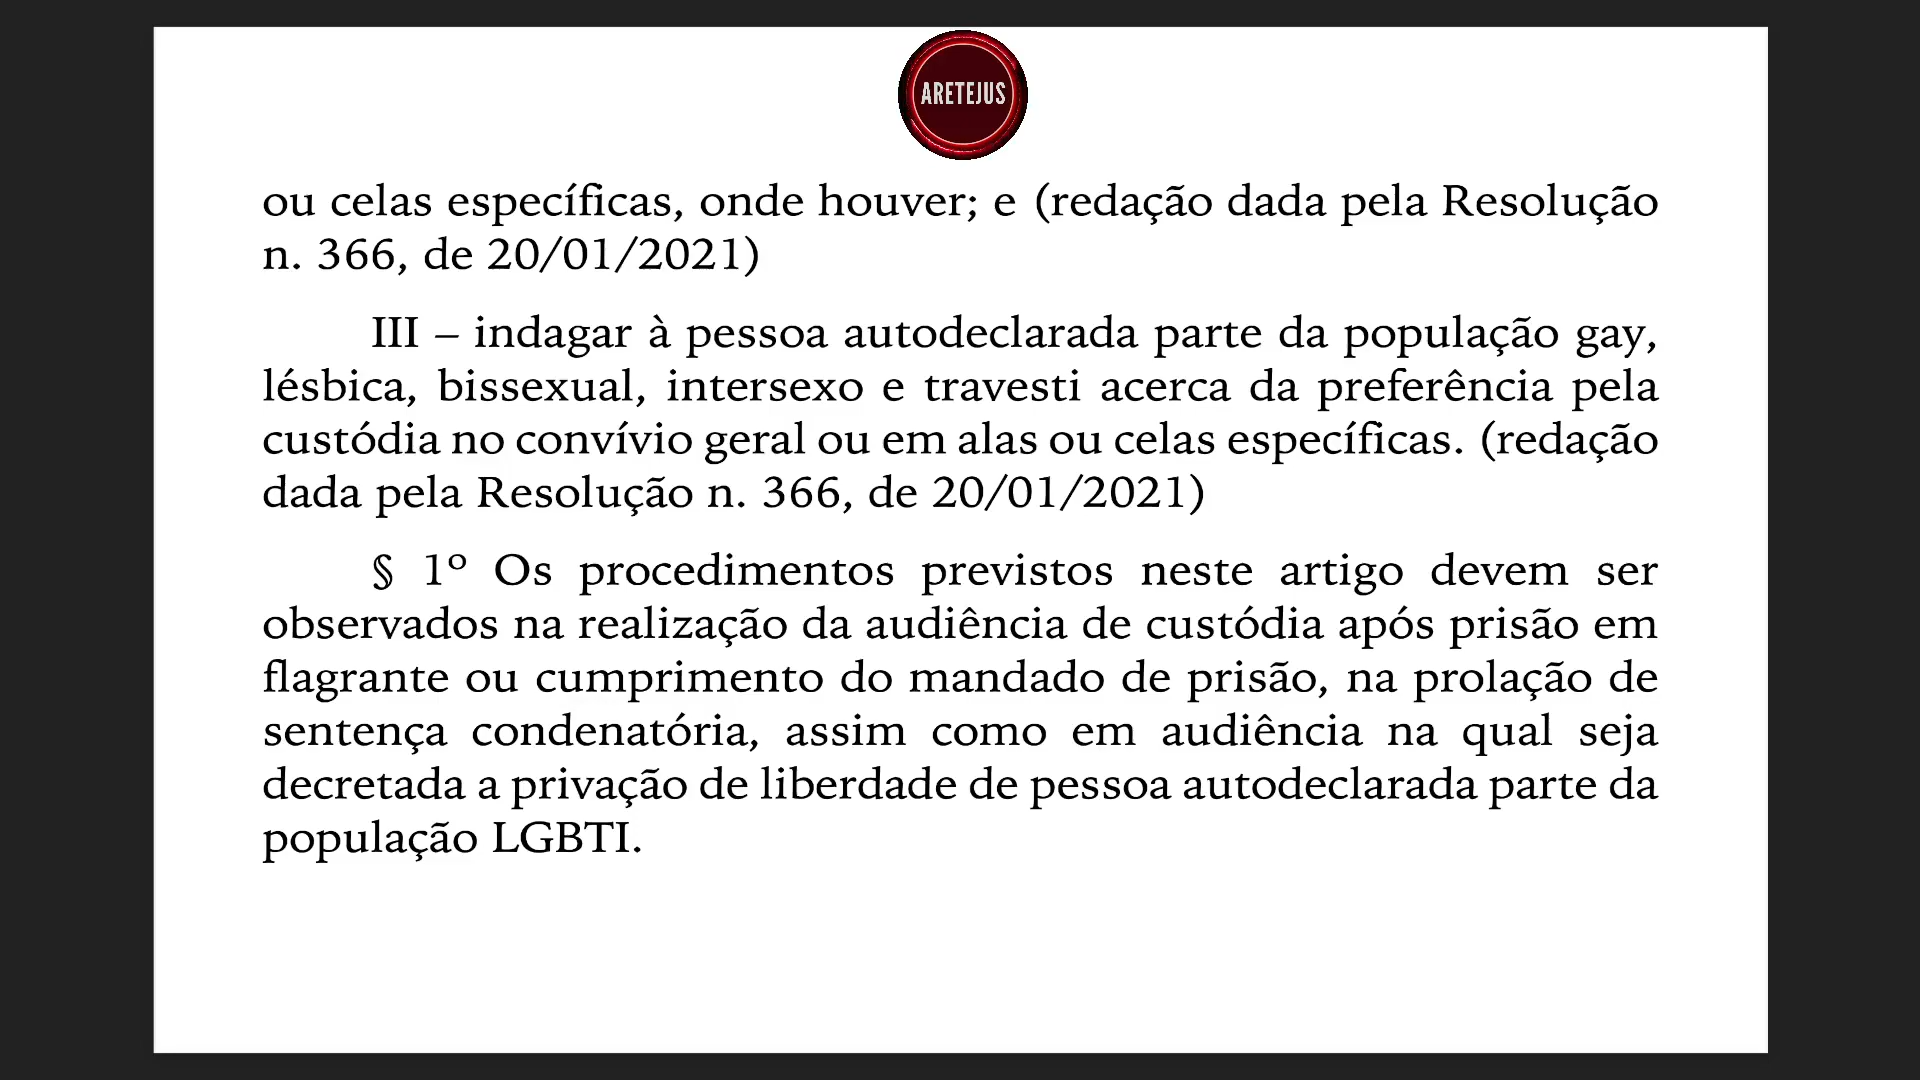 ARETEJUS
ou celas específicas, onde houver; e (redação dada pela Resolução
n. 366, de 20/01/2021)
III – indagar à pessoa autodeclarada parte da população gay,
lésbica, bissexual, intersexo e travesti acerca da preferência pela
custódia no convívio geral ou em alas ou celas específicas. (redação
dada pela Resolução n. 366, de 20/01/2021)
§ 1º Os procedimentos previstos neste artigo devem ser
observados na realização da audiência de custódia após prisão em
flagrante ou cumprimento do mandado de prisão, na prolação de
sentença condenatória, assim como em audiência na qual seja
decretada a privação de liberdade de pessoa autodeclarada parte da
população LGBTI.